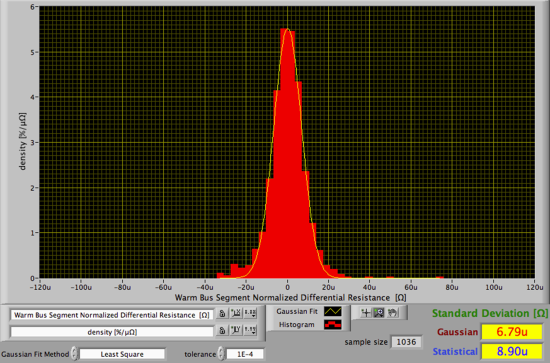 6
5
4
3
2
1
0
density [%/µΩ]
-120u -100u -80u -60u -40u -20u 0 20u 40u 60u 80u 100u 120u
Warm Bus Segment Normalized Differential Resistance [Ω]
Warm Bus Segment Normalized Differential Resistance [Ω]
density [%/µΩ]
Gaussian Fit Method Least Square tolerance 1E-4
Gaussian Fit
Histogram
sample size 1036
Standard Deviation [Ω]
Gaussian 6.79u
Statistical 8.90u